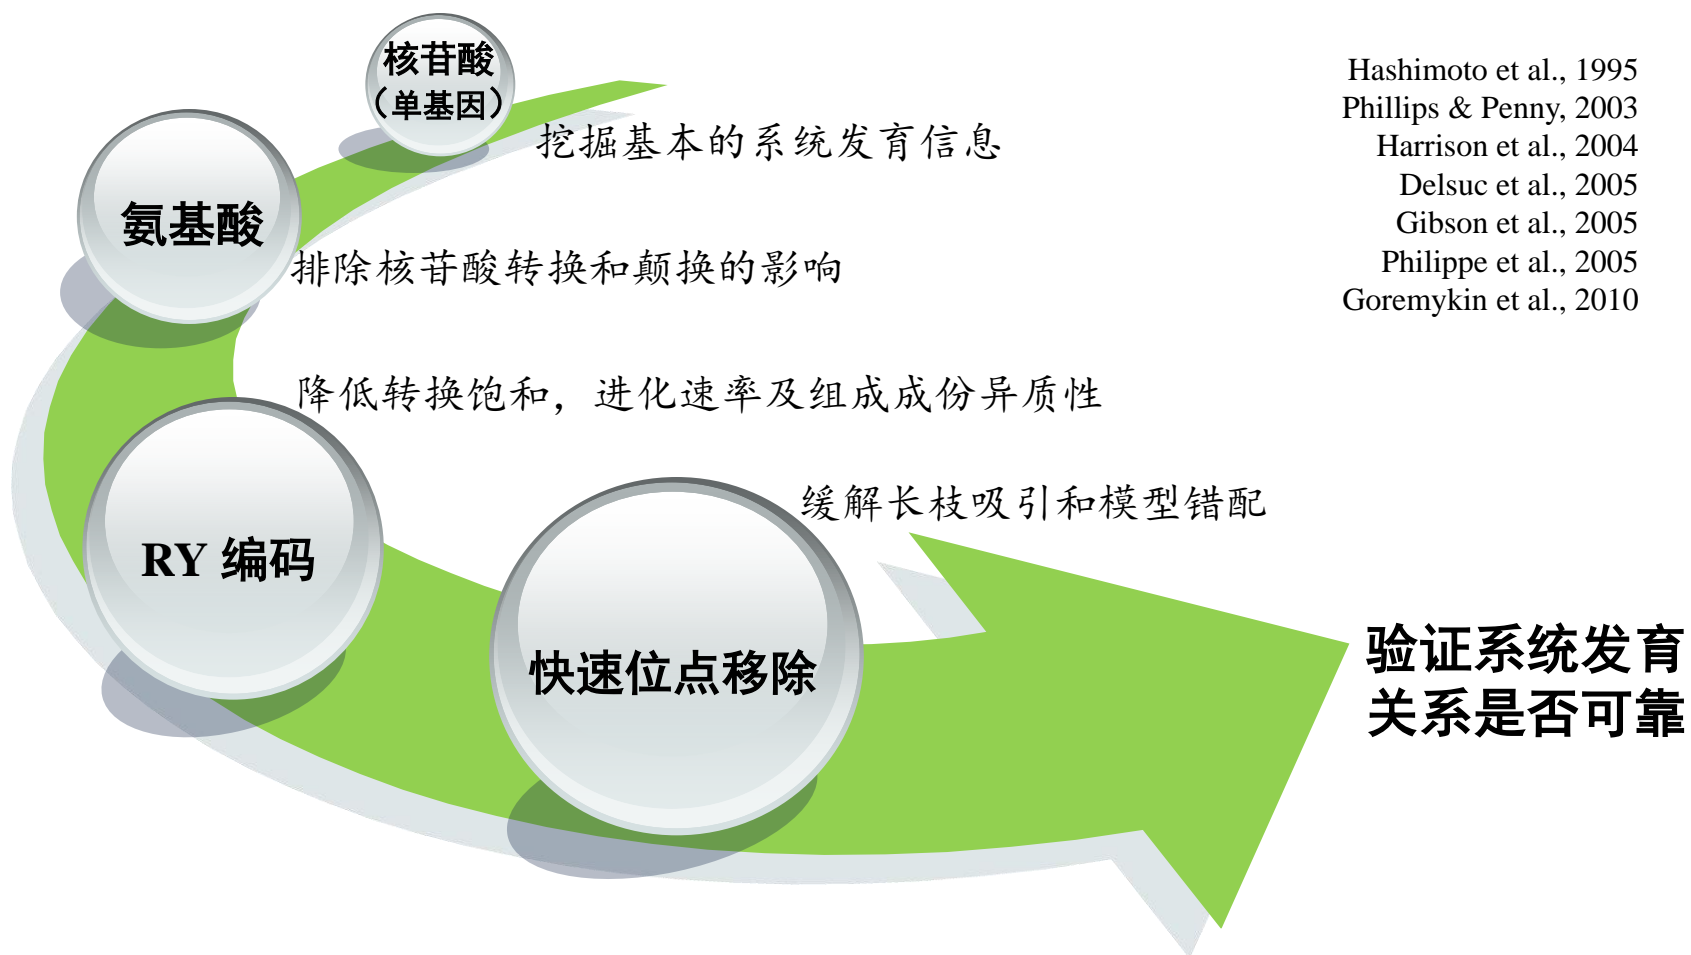 核苷酸
（单基因）
挖掘基本的系统发育信息
Hashimoto et al., 1995
Phillips & Penny, 2003
Harrison et al., 2004
Delsuc et al., 2005
Gibson et al., 2005
Philippe et al., 2005
Goremykin et al., 2010
氨基酸
排除核苷酸转换和颠换的影响
降低转换饱和，进化速率及组成成份异质性
RY 编码
缓解长枝吸引和模型错配
快速位点移除
验证系统发育
关系是否可靠